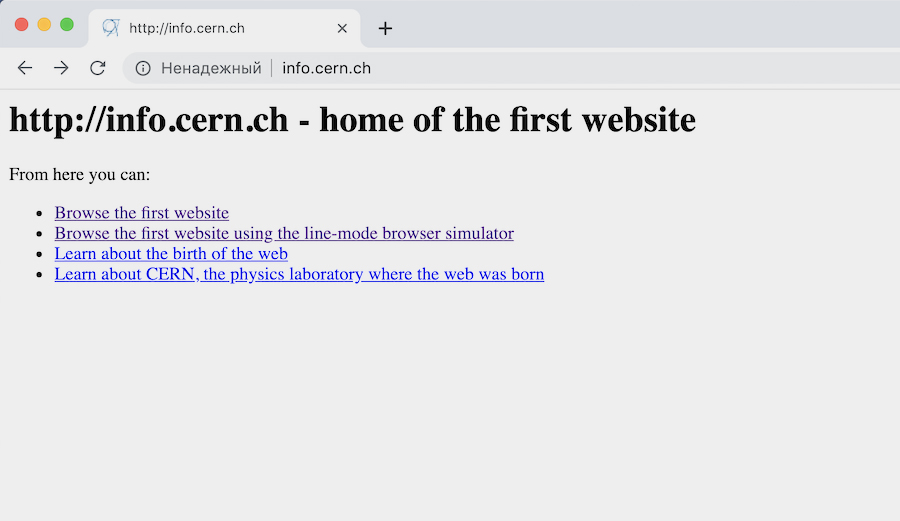 http://info.cern.ch
Ненадежный | info.cern.ch
http://info.cern.ch - home of the first website
From here you can:
Browse the first website
Browse the first website using the line-mode browser simulator
Learn about the birth of the web
Learn about CERN, the physics laboratory where the web was born